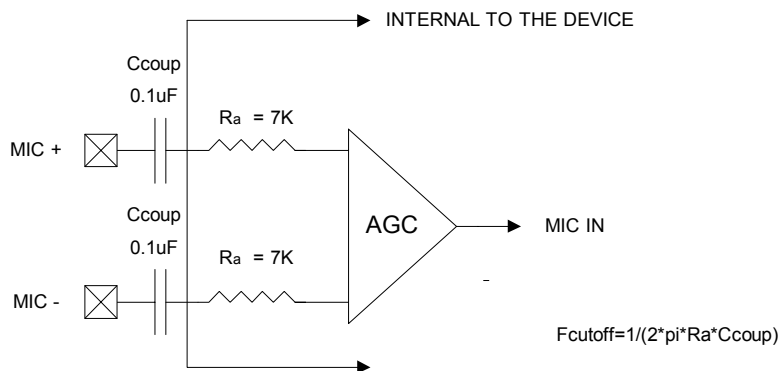 INTERNAL TO THE DEVICE
Ccoup
0.1uF
Ra = 7K
MIC +
Ccoup
0.1uF
AGC
MIC IN
Ra = 7K
MIC -
Fcutoff=1/(2*pi*Ra*Ccoup)